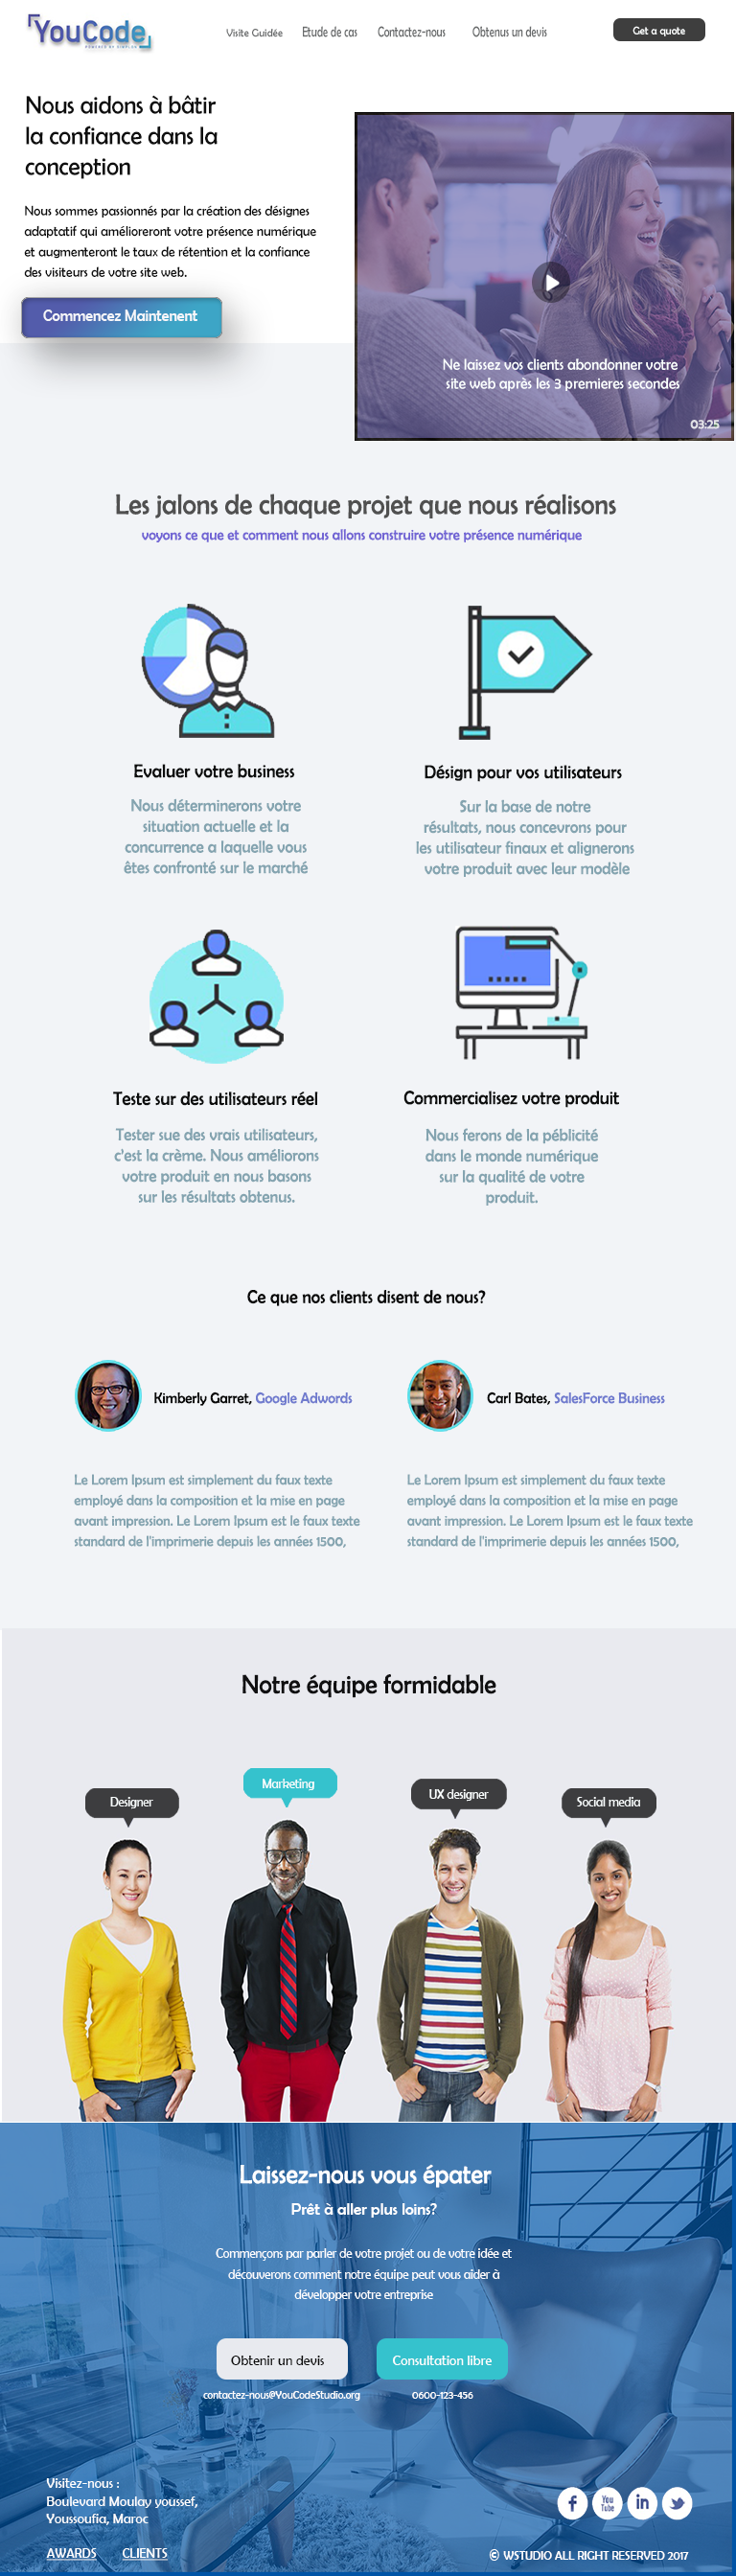 YouCode
POWERED BY SIMPLON
Visite Guidée
Etude de cas
Contactez-nous
Obtenus un devis
Get a quote
Nous aidons à bâtir
la confiance dans la
conception
Nous sommes passionés par la création des désignes
adaptatif qui amélioreront votre présence numérique
et augmenteront le taux de rétention et la confiance
des visiteurs de votre site web.
Commencez Maintenent
Ne laissez vos clients abondonner votre
site web après les 3 premieres secondes
03:25
Les jalons de chaque projet que nous réalisons
voyons ce que et comment nous allons construire votre présence numérique
Evaluer votre business
Nous déterminerons votre
situation actuelle et la
concurrence a laquelle vous
êtes confronté sur le marché
Désign pour vos utilisateurs
Sur la base de notre
résultats, nous concevrons pour
les utilisateur finaux et alignerons
votre produit avec leur modèle
Teste sur des utilisateurs réel
Tester sue des vrais utilisateurs,
c'est la crème. Nous améliorons
votre produit en nous basons
sur les résultats obtenus.
Commercialisez votre produit
Nous ferons de la péblicité
dans le monde numérique
sur la qualité de votre
produit.
Ce que nos clients disent de nous?
Kimberly Garret, Google Adwords
Le Lorem Ipsum est simplement du faux texte
employé dans la composition et la mise en page
avant impression. Le Lorem Ipsum est le faux texte
standard de l'imprimerie depuis les années 1500,
Carl Bates, SalesForce Business
Le Lorem Ipsum est simplement du faux texte
employé dans la composition et la mise en page
avant impression. Le Lorem Ipsum est le faux texte
standard de l'imprimerie depuis les années 1500,
Notre équipe formidable
Designer
Marketing
UX designer
Social media
Laissez-nous vous épater
Prêt à aller plus loins?
Commençons par parler de votre projet ou de votre idée et
découverons comment notre équipe peut vous aider à
développer votre entreprise
Obtenir un devis
Consultation libre
contactez-nous@YouCodeStudio.org
0600-123-456
Visitez-nous :
Boulevard Moulay youssef,
Youssoufia, Maroc
f
You
Tube
in
AWARDS
CLIENTS
© WSTUDIO ALL RIGHT RESERVED 2017